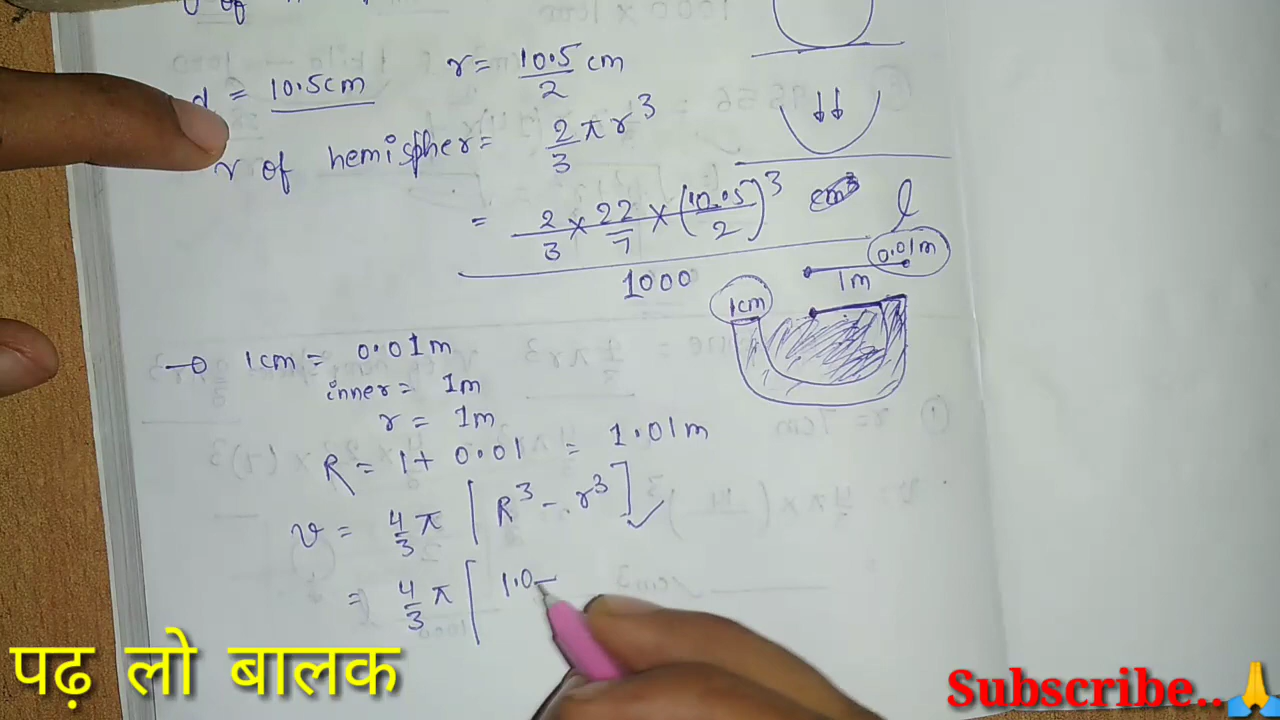 d = 10.5cm r = 10.5/2 cm
v of hemispher = 2/3 π r³
= 2/3 × 22/7 × (10.5/2)³ l
1000
0.01m
1m
1cm
→ 1cm = 0.01m
inner = 1m
r = 1m
R = 1 + 0.01 = 1.01m
v = 4/3 π [R³ - r³]
= 4/3 π [ 1.0
पढ़ लो बालक
Subscribe..🙏